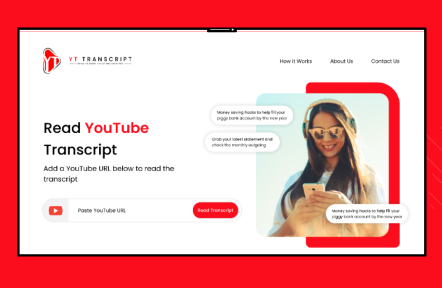 YT TRANSCRIPT
How it Works
About Us
Contact Us
Money saving hacks to help fill your
piggy bank account by the new year
Grab your latest statement and
check the monthly outgoing
Read YouTube
Transcript
Add a YouTube URL below to read the
transcript
Paste YouTube URL
Read Transcript
Money saving hacks to help fill your
piggy bank account by the new year